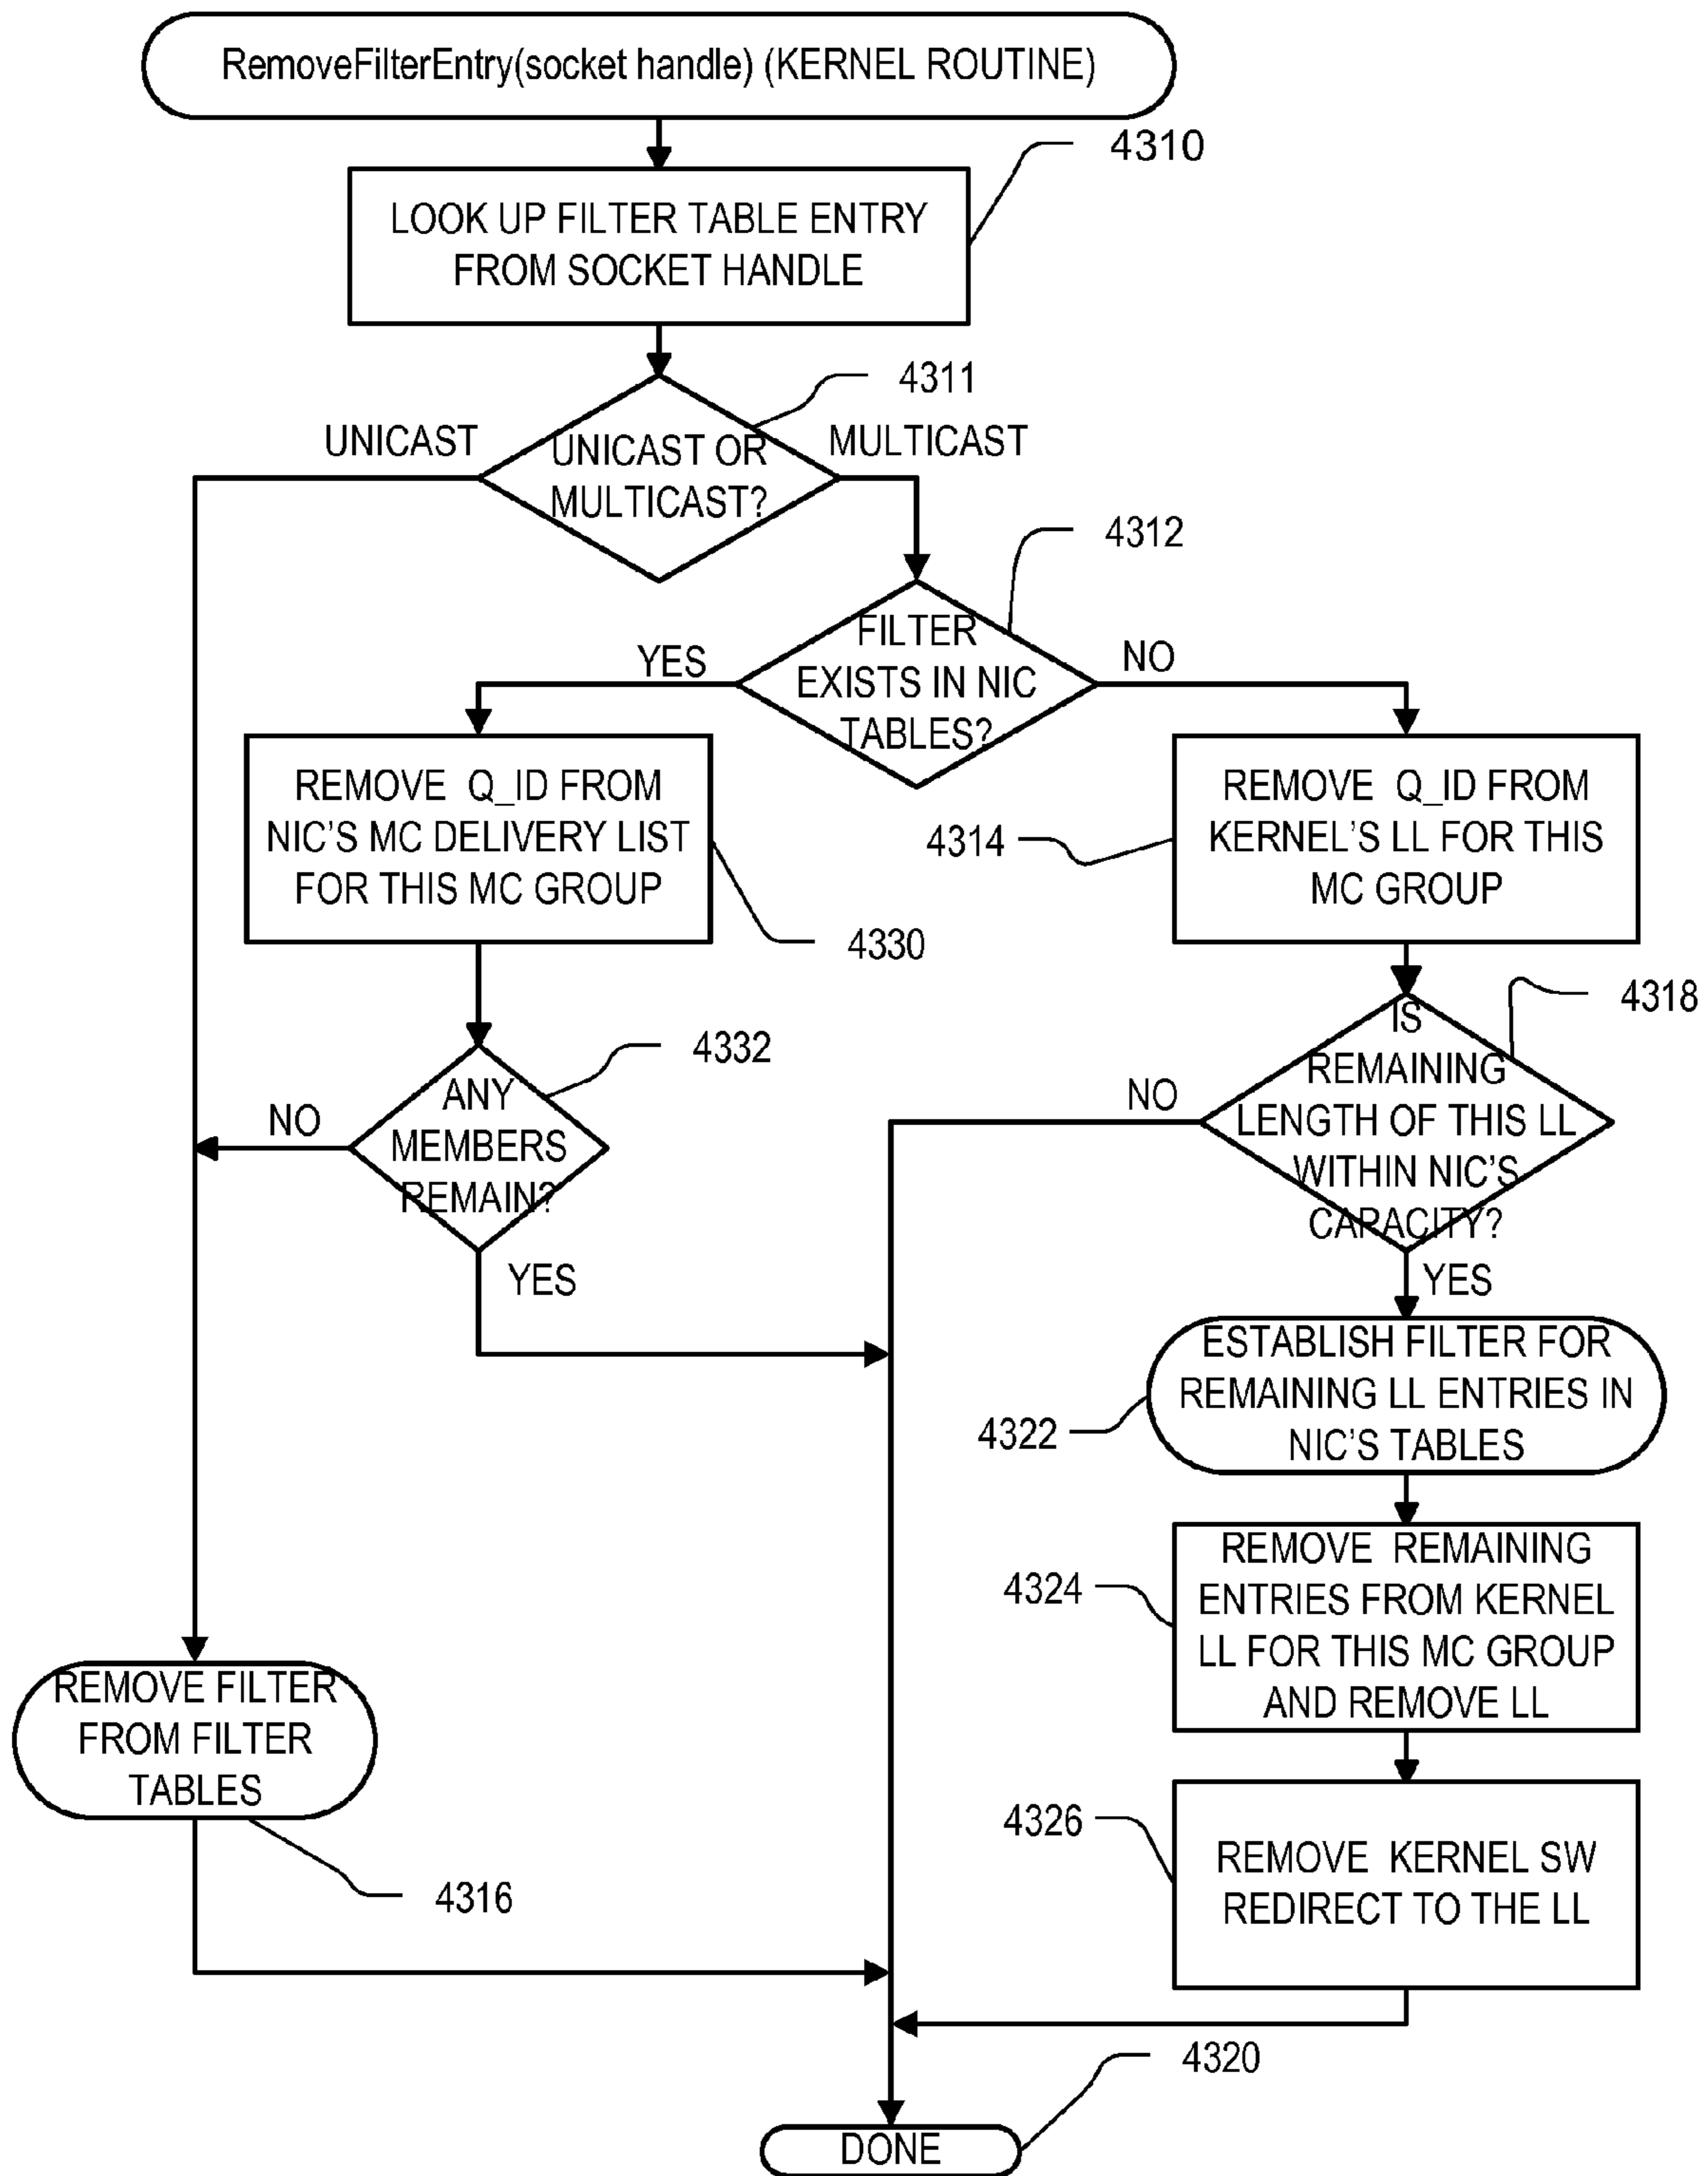 RemoveFilterEntry(socket handle) (KERNEL ROUTINE)
4310
LOOK UP FILTER TABLE ENTRY
FROM SOCKET HANDLE
4311
UNICAST
UNICAST OR
MULTICAST?
MULTICAST
4312
FILTER
EXISTS IN NIC
TABLES?
YES
NO
REMOVE Q_ID FROM
NIC'S MC DELIVERY LIST
FOR THIS MC GROUP
4330
4314
REMOVE Q_ID FROM
KERNEL'S LL FOR THIS
MC GROUP
4318
4332
ANY
MEMBERS
REMAIN?
NO
YES
IS
REMAINING
LENGTH OF THIS LL
WITHIN NIC'S
CAPACITY?
NO
YES
4322
ESTABLISH FILTER FOR
REMAINING LL ENTRIES IN
NIC'S TABLES
4324
REMOVE REMAINING
ENTRIES FROM KERNEL
LL FOR THIS MC GROUP
AND REMOVE LL
REMOVE FILTER
FROM FILTER
TABLES
4316
4326
REMOVE KERNEL SW
REDIRECT TO THE LL
4320
DONE